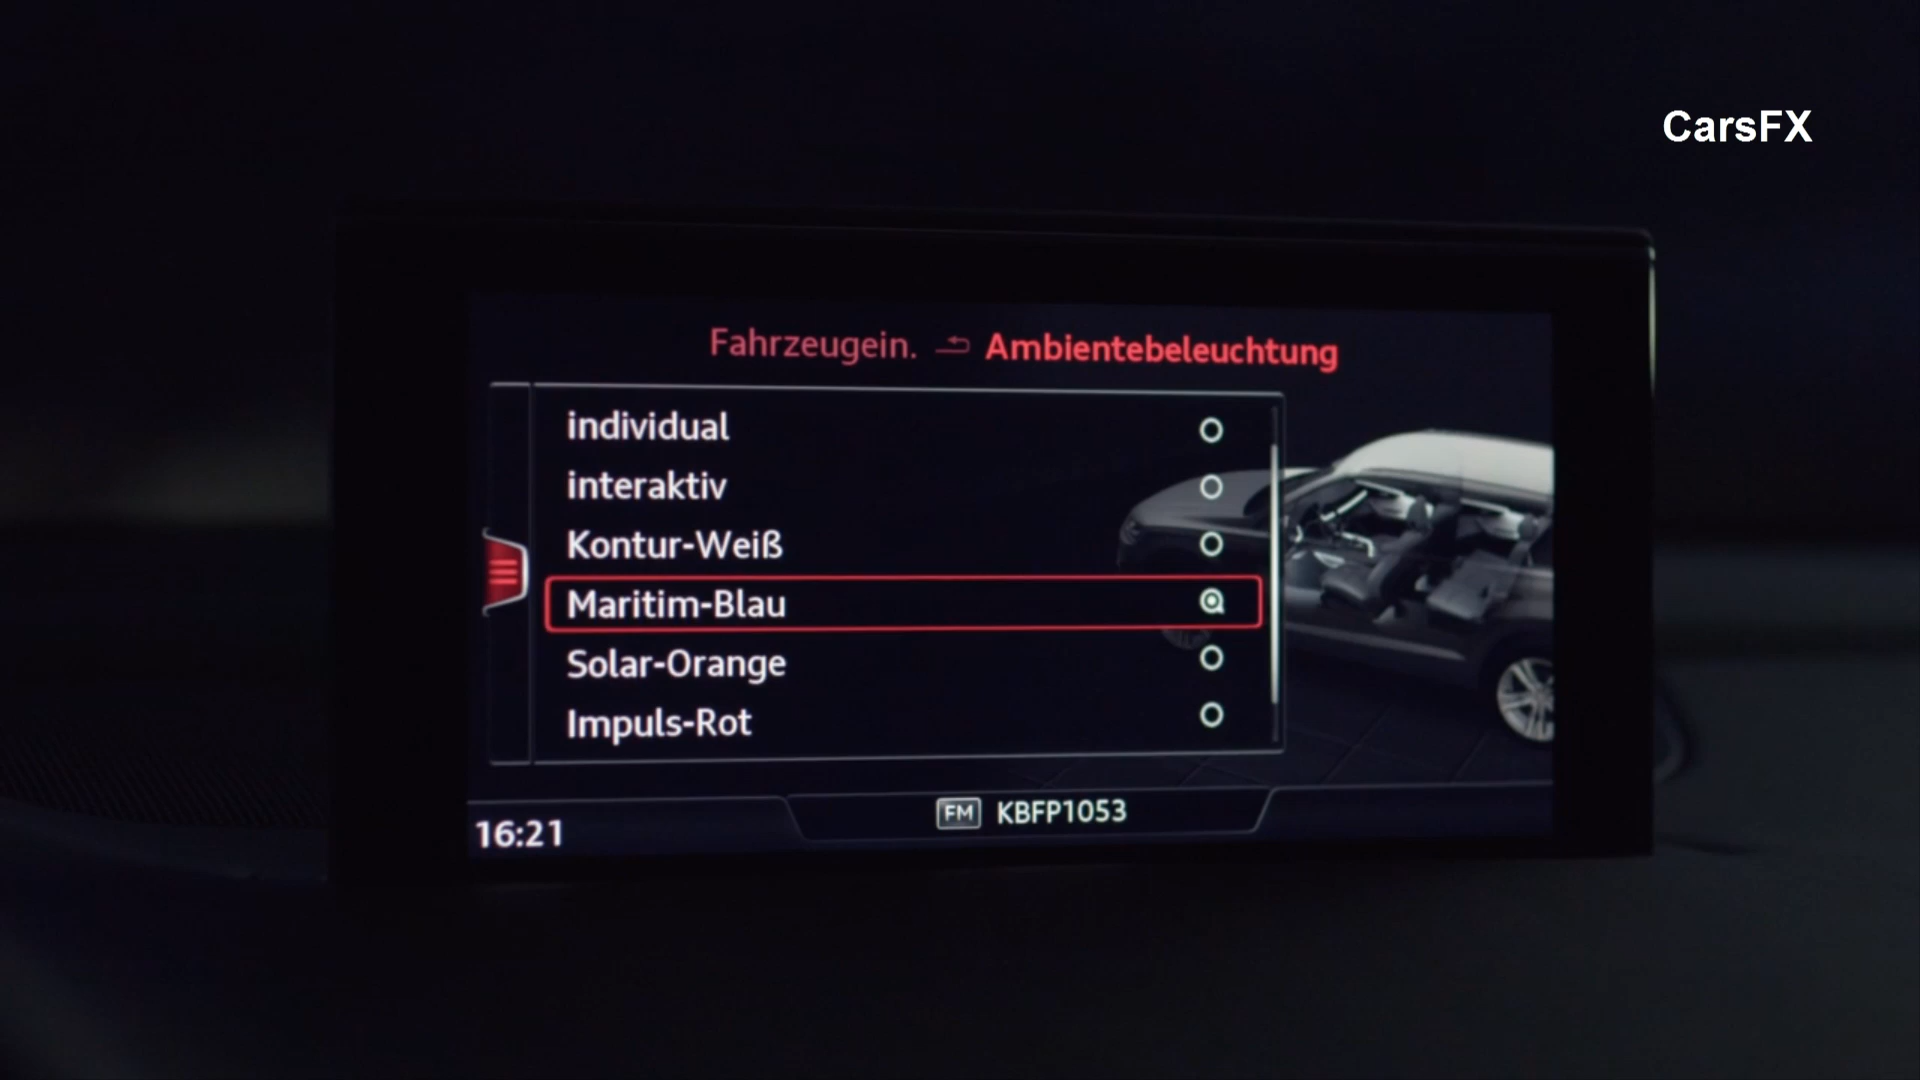 CarsFX
Fahrzeugein. Ambientebeleuchtung
individual
interaktiv
Kontur-Weiß
Maritim-Blau
Solar-Orange
Impuls-Rot
FM KBFP1053
16:21